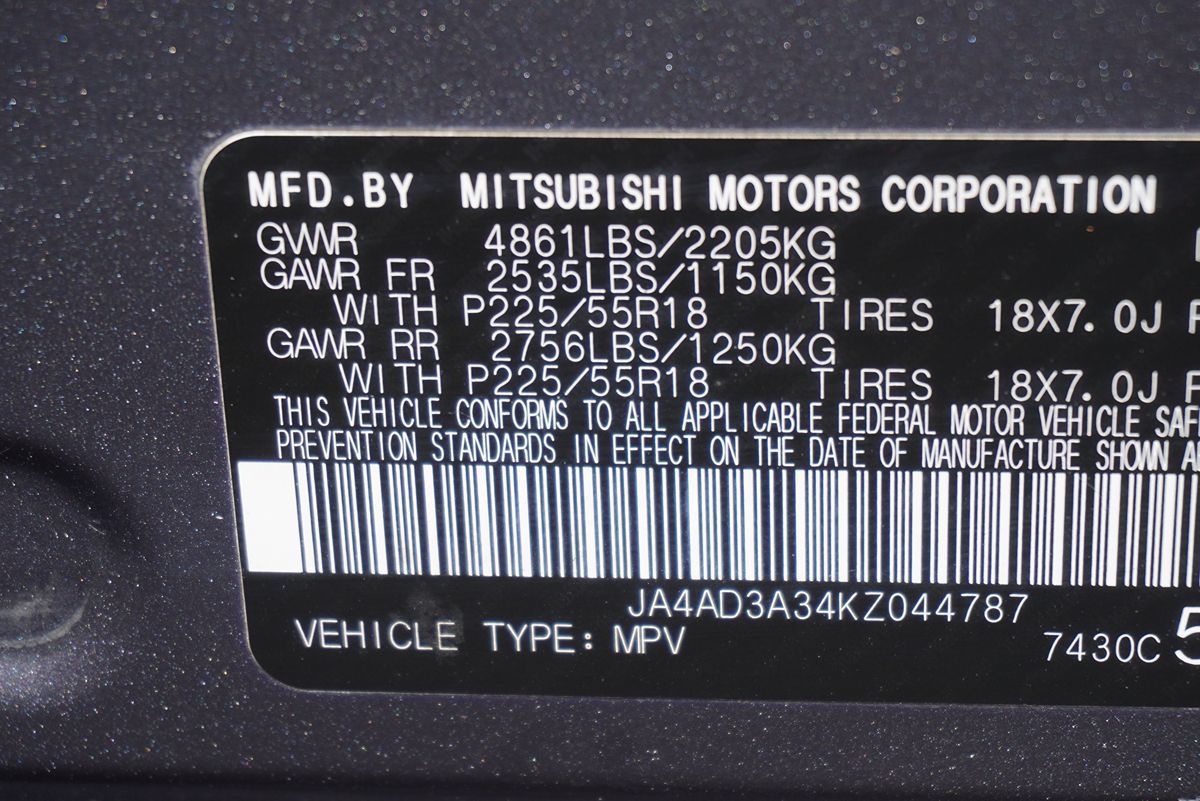 MFD.BY MITSUBISHI MOTORS CORPORATION
GVWR 4861LBS/2205KG
GAWR FR 2535LBS/1150KG
WITH P225/55R18 TIRES 18X7.0J
GAWR RR 2756LBS/1250KG
WITH P225/55R18 TIRES 18X7.0J
THIS VEHICLE CONFORMS TO ALL APPLICABLE FEDERAL MOTOR VEHICLE
PREVENTION STANDARDS IN EFFECT ON THE DATE OF MANUFACTURE SHOWN
JA4AD3A34KZ044787
VEHICLE TYPE: MPV 7430C